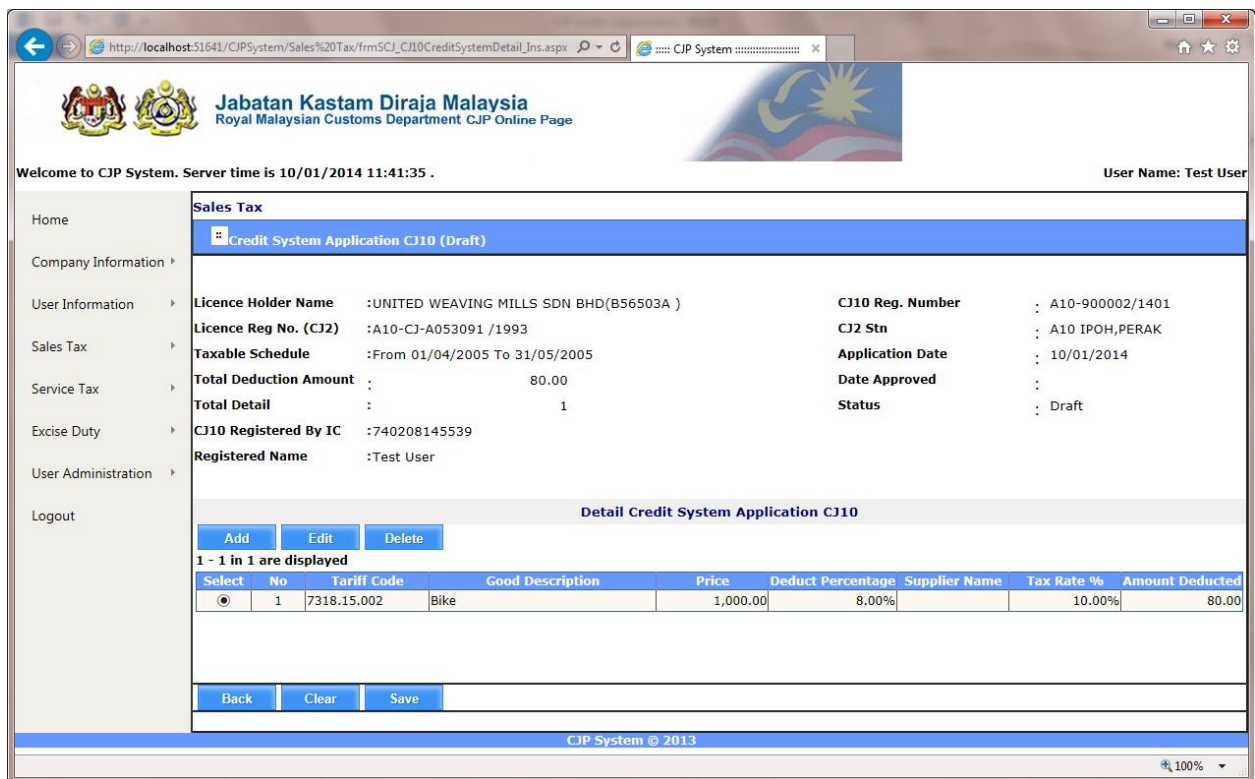 http://localhost:51641/CJPSystem/Sales%20Tax/frmSCJ_CJ10CreditSystemDetail_Ins.aspx
::::: CJP System :::::::::::::::::::::
Jabatan Kastam Diraja Malaysia
Royal Malaysian Customs Department CJP Online Page
Welcome to CJP System. Server time is 10/01/2014 11:41:35 .
User Name: Test User
Home
Company Information
User Information
Sales Tax
Service Tax
Excise Duty
User Administration
Logout
Sales Tax
:: Credit System Application CJ10 (Draft)
Licence Holder Name :UNITED WEAVING MILLS SDN BHD(B56503A ) CJ10 Reg. Number : A10-900002/1401
Licence Reg No. (CJ2) :A10-CJ-A053091 /1993 CJ2 Stn : A10 IPOH,PERAK
Taxable Schedule :From 01/04/2005 To 31/05/2005 Application Date : 10/01/2014
Total Deduction Amount : 80.00 Date Approved :
Total Detail : 1 Status : Draft
CJ10 Registered By IC :740208145539
Registered Name :Test User
Detail Credit System Application CJ10
Add Edit Delete
1 - 1 in 1 are displayed
Select No Tariff Code Good Description Price Deduct Percentage Supplier Name Tax Rate % Amount Deducted
1 7318.15.002 Bike 1,000.00 8.00% 10.00% 80.00
Back Clear Save
CJP System © 2013
100%